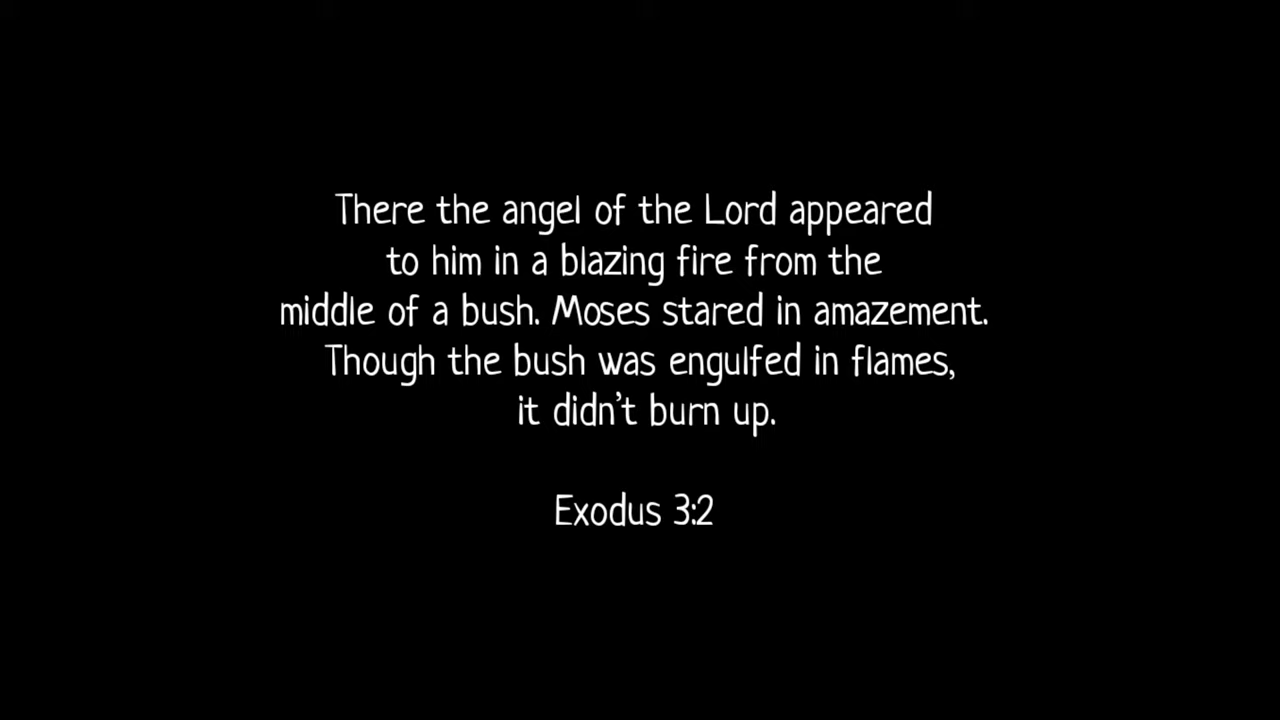 There the angel of the Lord appeared
to him in a blazing fire from the
middle of a bush. Moses stared in amazement.
Though the bush was engulfed in flames,
it didn't burn up.
Exodus 3:2